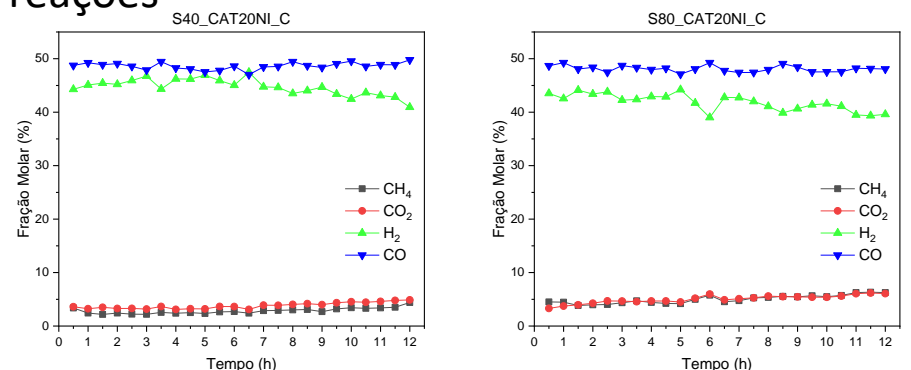 reações
S40_CAT20NI_C
Fração Molar (%)
50
40
30
20
10
0
CH₄
CO₂
H₂
CO
0 1 2 3 4 5 6 7 8 9 10 11 12
Tempo (h)
S80_CAT20NI_C
Fração Molar (%)
50
40
30
20
10
0
CH₄
CO₂
H₂
CO
0 1 2 3 4 5 6 7 8 9 10 11 12
Tempo (h)